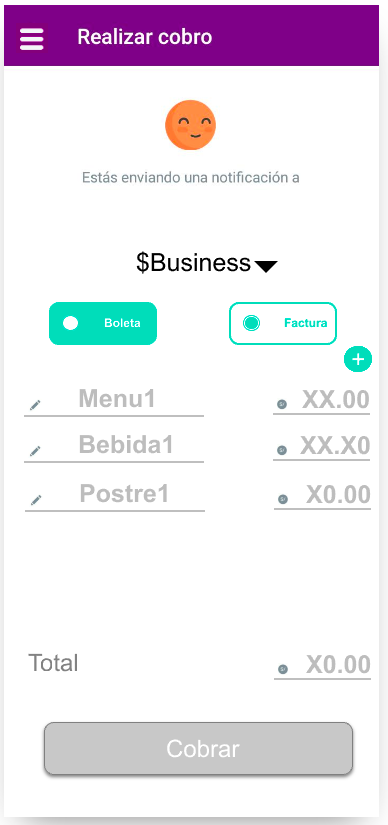 Realizar cobro
Estás enviando una notificación a
$Business
Boleta Factura
+
Menu1 XX.00
Bebida1 XX.X0
Postre1 X0.00
Total X0.00
Cobrar